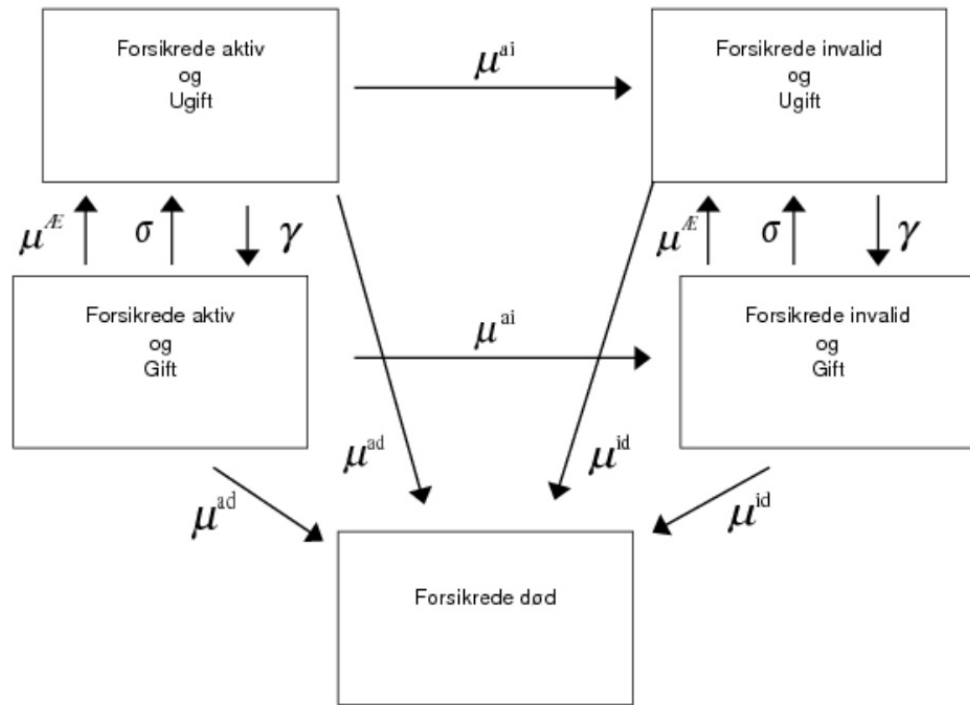 Forsikrede aktiv
og
Ugift
μ^ai
Forsikrede invalid
og
Ugift
μ^Æ
σ
γ
μ^Æ
σ
γ
Forsikrede aktiv
og
Gift
μ^ai
Forsikrede invalid
og
Gift
μ^ad
μ^id
μ^ad
μ^id
Forsikrede død